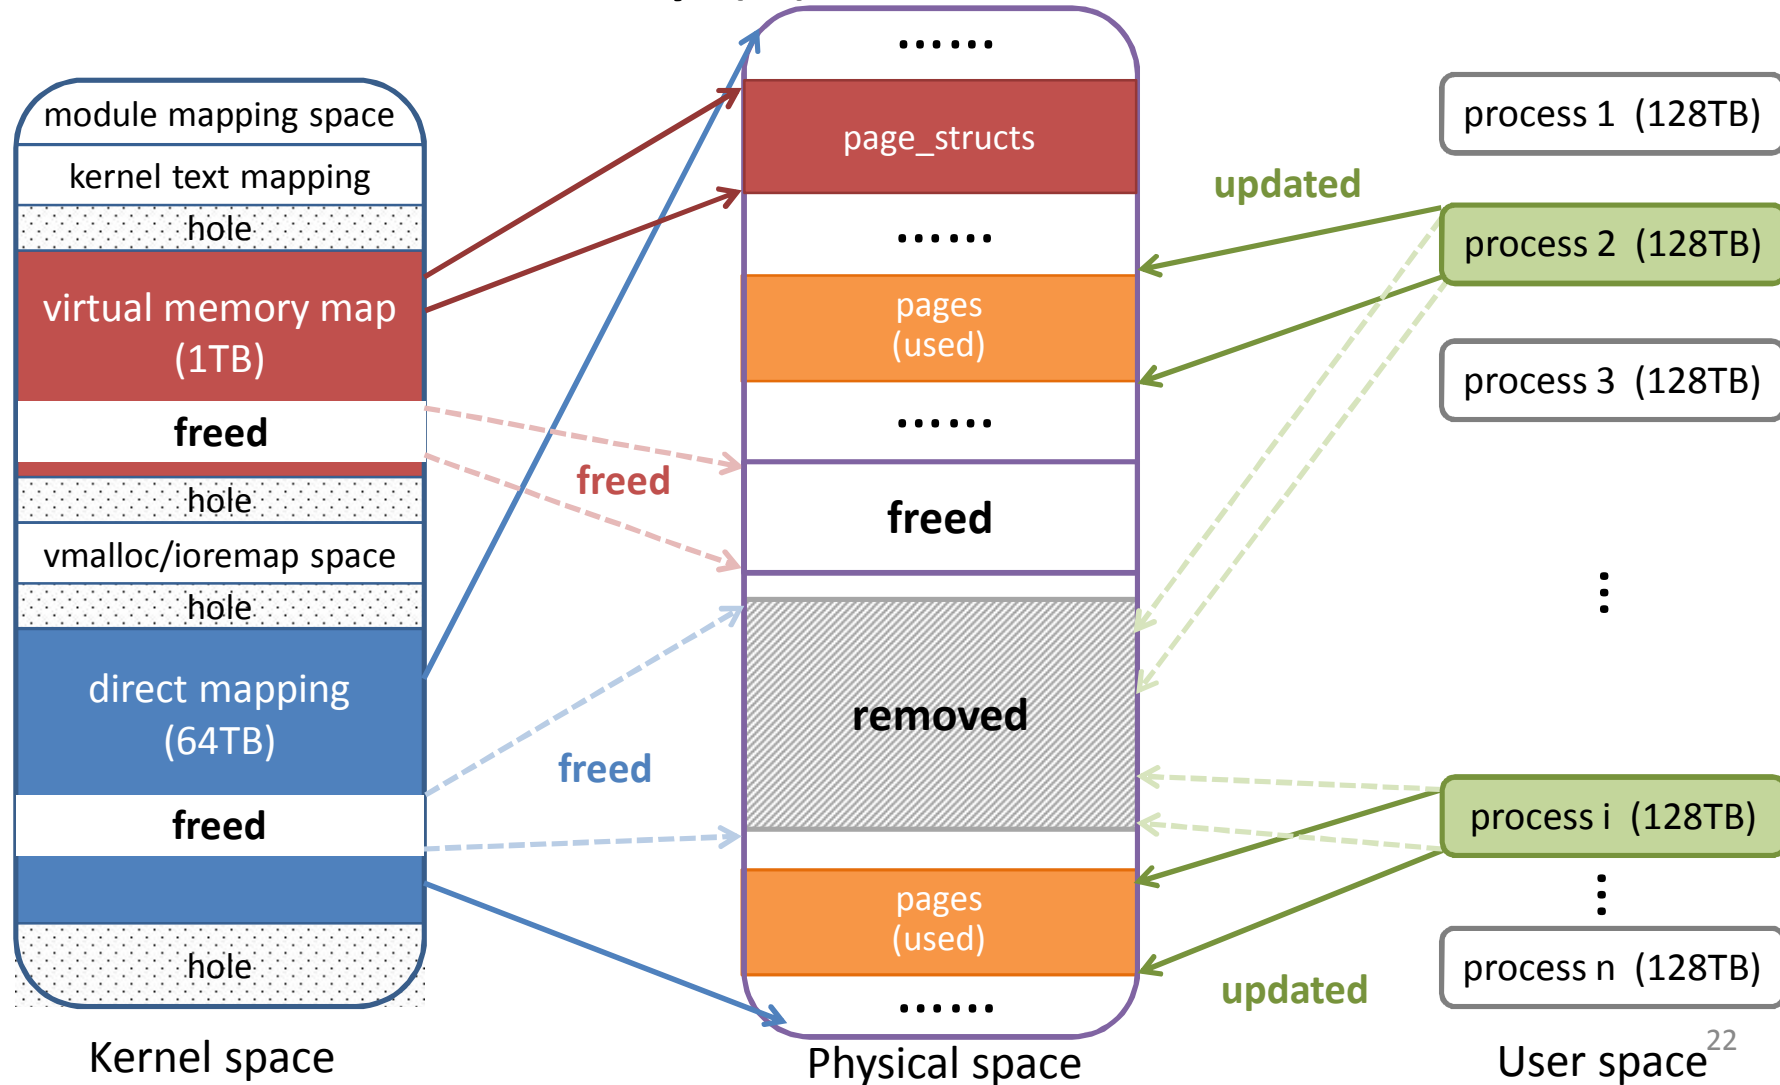 module mapping space
kernel text mapping
hole
virtual memory map
(1TB)
freed
hole
vmalloc/ioremap space
hole
direct mapping
(64TB)
freed
hole
Kernel space
freed
freed
......
page_structs
......
pages
(used)
......
freed
removed
pages
(used)
......
Physical space
updated
updated
process 1 (128TB)
process 2 (128TB)
process 3 (128TB)
...
process i (128TB)
...
process n (128TB)
User space
22